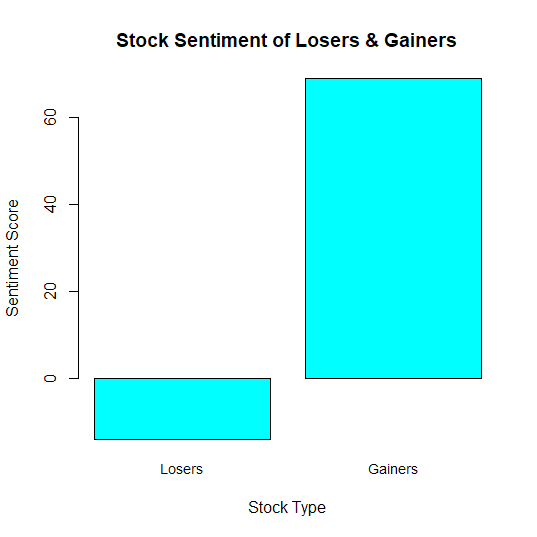 Stock Sentiment of Losers & Gainers
Sentiment Score
60
40
20
0
Losers Gainers
Stock Type